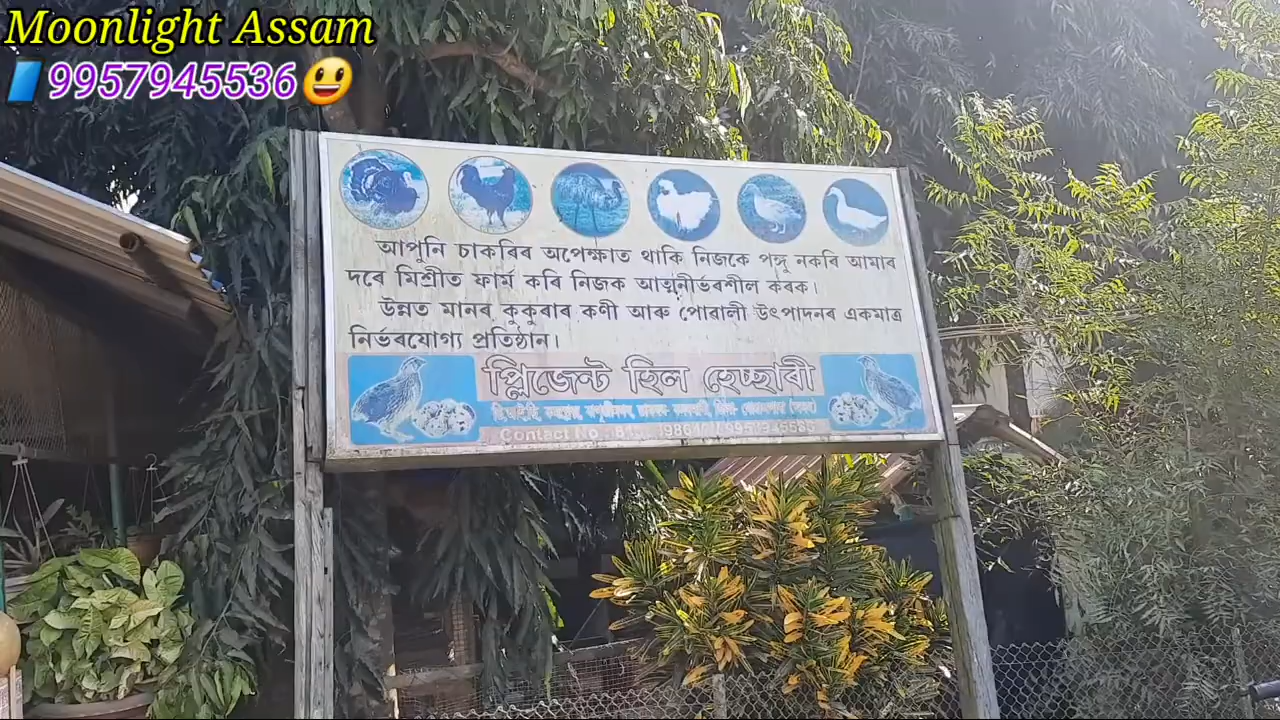 Moonlight Assam
9957945536
আপুনি চাকৰিৰ অপেক্ষাত থাকি নিজকে পঙ্গু নকৰি আমাৰ
দৰে মিশ্ৰীত ফাৰ্ম কৰি নিজক আত্মনীৰ্ভৰশীল কৰক।
উন্নত মানৰ কুকুৰাৰ কণী আৰু পোৱালী উৎপাদনৰ একমাত্ৰ
নিৰ্ভৰযোগ্য প্ৰতিষ্ঠান।
প্লিজেন্ট হিল হেচ্ছাৰী
Contact No